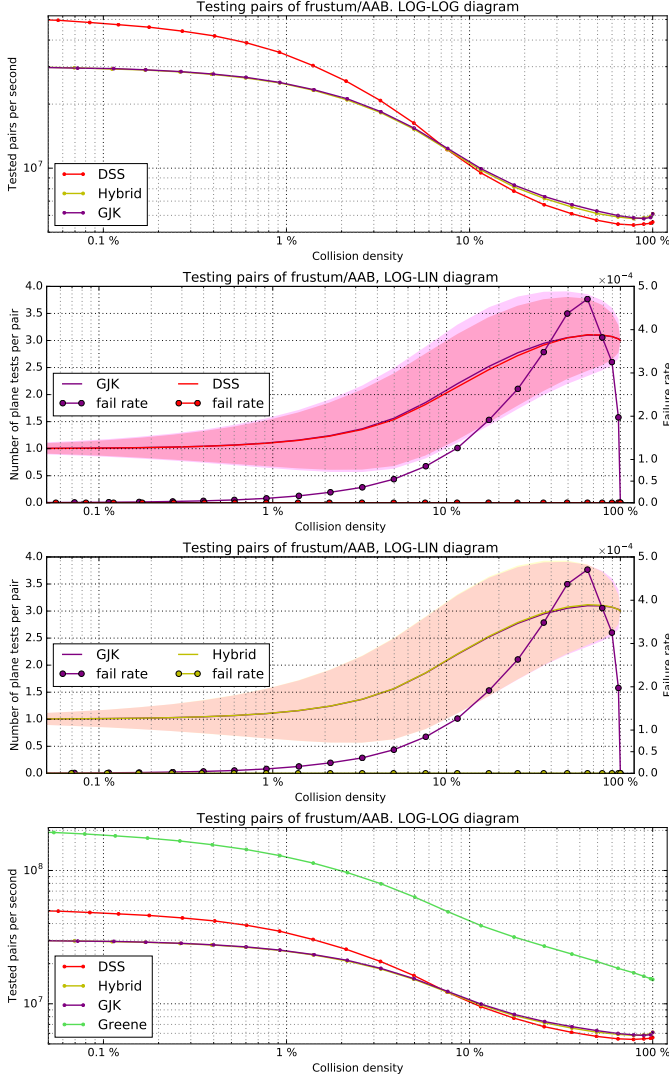 Testing pairs of frustum/AAB. LOG-LOG diagram
Tested pairs per second
10^7
DSS
Hybrid
GJK
0.1 % 1 % 10 % 100 %
Collision density
Testing pairs of frustum/AAB, LOG-LIN diagram
×10^-4
Number of plane tests per pair
4.0
3.5
3.0
2.5
2.0
1.5
1.0
0.5
0.0
GJK DSS
fail rate fail rate
5.0
4.0
3.0
2.0
1.0
0.5
0.0
Failure rate
0.1 % 1 % 10 % 100 %
Collision density
Testing pairs of frustum/AAB, LOG-LIN diagram
×10^-4
Number of plane tests per pair
4.0
3.5
3.0
2.5
2.0
1.5
1.0
0.5
0.0
GJK Hybrid
fail rate fail rate
5.0
4.0
3.0
2.0
1.0
0.5
0.0
Failure rate
0.1 % 1 % 10 % 100 %
Collision density
Testing pairs of frustum/AAB. LOG-LOG diagram
Tested pairs per second
10^8
10^7
DSS
Hybrid
GJK
Greene
0.1 % 1 % 10 % 100 %
Collision density